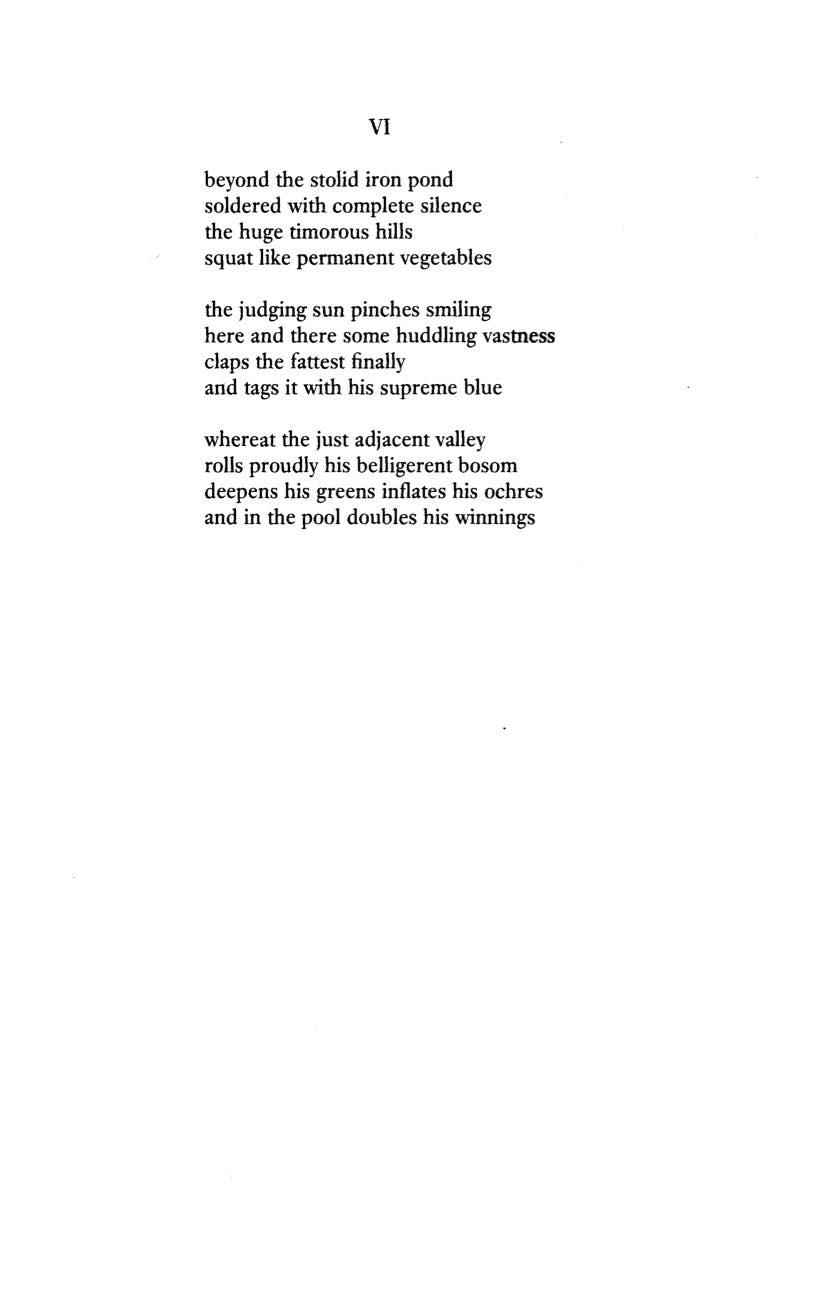 VI
beyond the stolid iron pond
soldered with complete silence
the huge timorous hills
squat like permanent vegetables
the judging sun pinches smiling
here and there some huddling vastness
claps the fattest finally
and tags it with his supreme blue
whereat the just adjacent valley
rolls proudly his belligerent bosom
deepens his greens inflates his ochres
and in the pool doubles his winnings